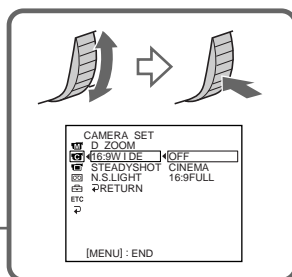 CAMERA SET
D ZOOM
16:9WIDE OFF
STEADYSHOT CINEMA
N.S.LIGHT 16:9FULL
RETURN
ETC
[MENU] : END